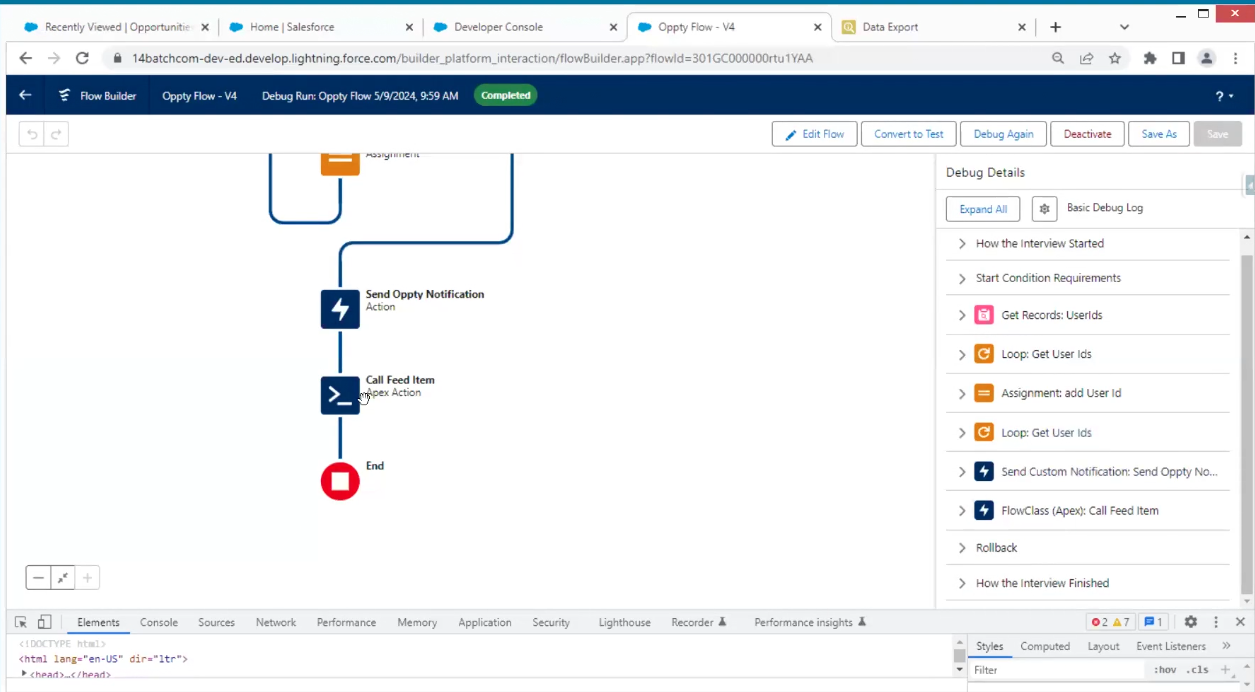 Recently Viewed | Opportunities
Home | Salesforce
Developer Console
Oppty Flow - V4
Data Export
14batchcom-dev-ed.develop.lightning.force.com/builder_platform_interaction/flowBuilder.app?flowId=301GC000000rtu1YAA
Flow Builder
Oppty Flow - V4
Debug Run: Oppty Flow 5/9/2024, 9:59 AM
Completed
?
Edit Flow
Convert to Test
Debug Again
Deactivate
Save As
Save
Assignment
Send Oppty Notification
Action
Call Feed Item
Apex Action
End
Debug Details
Expand All
Basic Debug Log
How the Interview Started
Start Condition Requirements
Get Records: UserIds
Loop: Get User Ids
Assignment: add User Id
Loop: Get User Ids
Send Custom Notification: Send Oppty No...
FlowClass (Apex): Call Feed Item
Rollback
How the Interview Finished
Elements
Console
Sources
Network
Performance
Memory
Application
Security
Lighthouse
Recorder
Performance insights
2
7
1
<!DOCTYPE html>
<html lang="en-US" dir="ltr">
<head>…</head>
Styles
Computed
Layout
Event Listeners
Filter
:hov
.cls